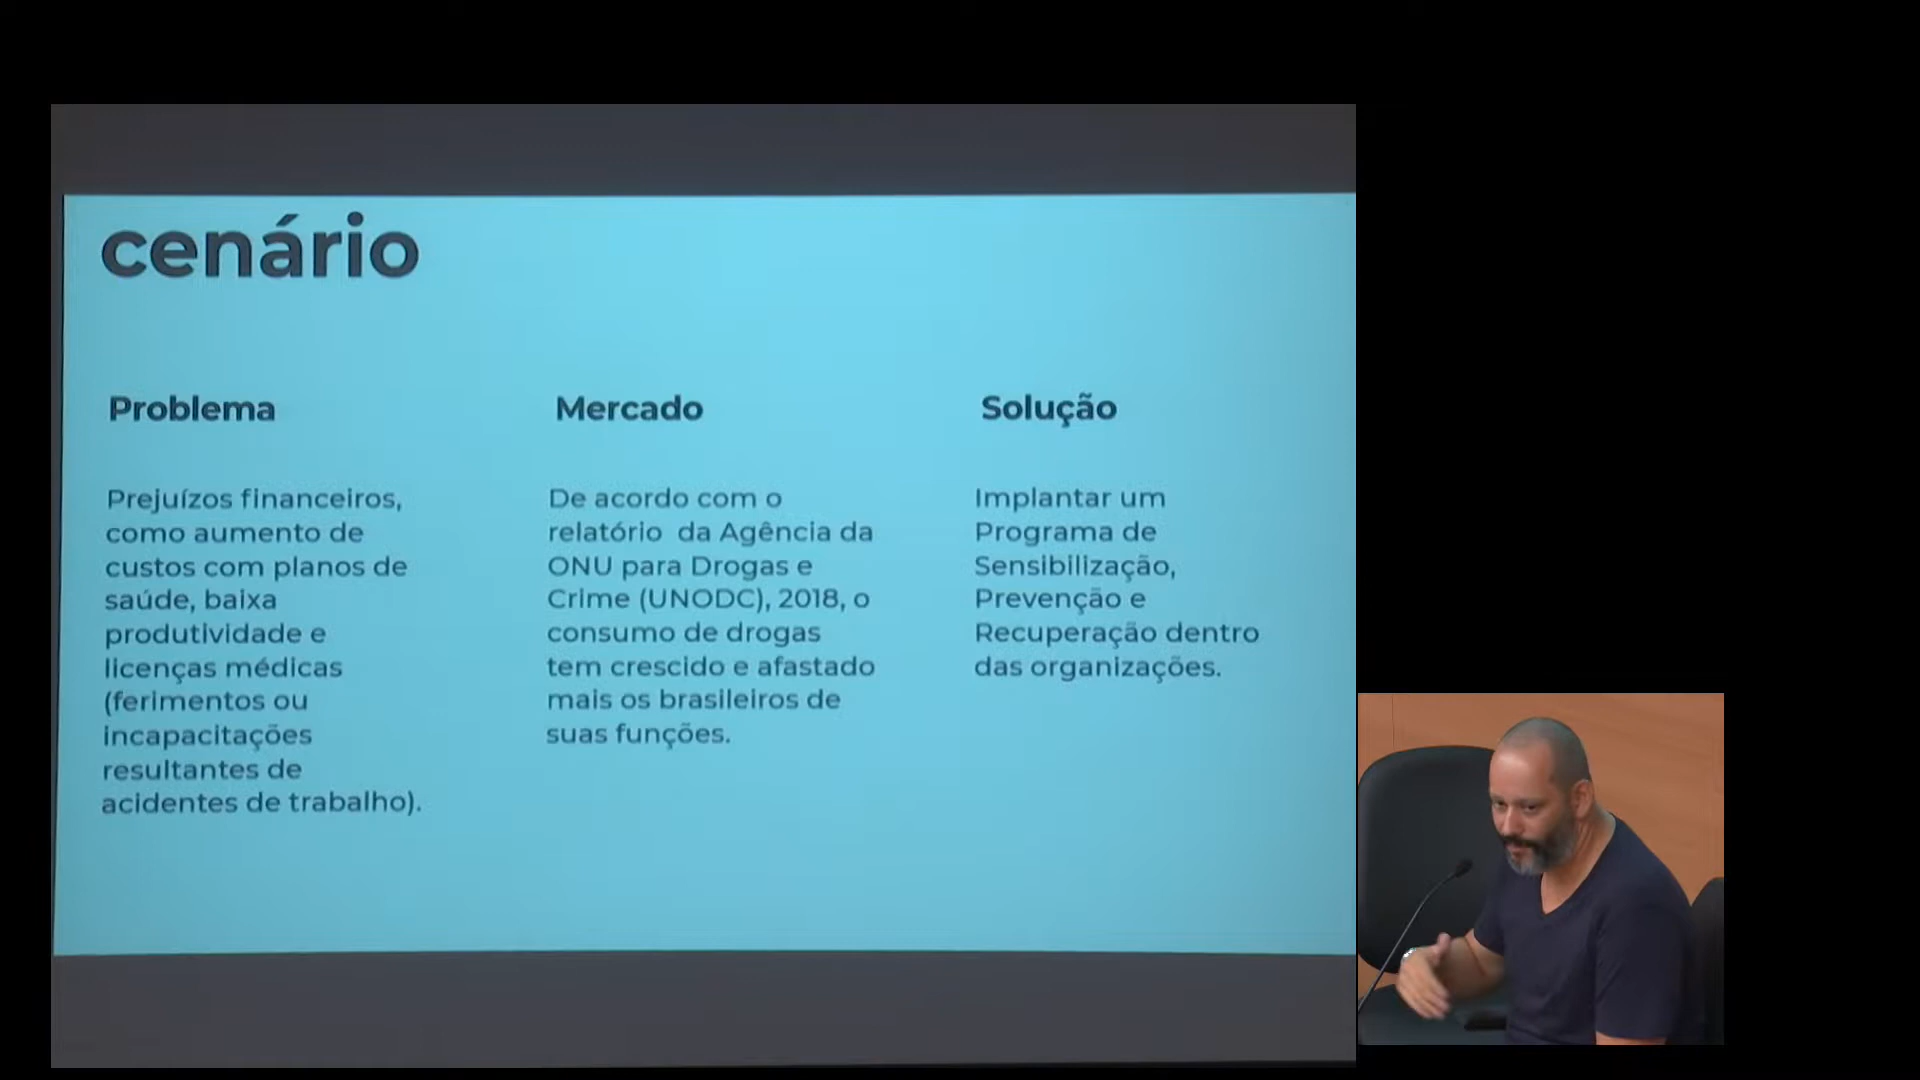 cenário
Problema
Prejuízos financeiros,
como aumento de
custos com planos de
saúde, baixa
produtividade e
licenças médicas
(ferimentos ou
incapacitações
resultantes de
acidentes de trabalho).
Mercado
De acordo com o
relatório da Agência da
ONU para Drogas e
Crime (UNODC), 2018, o
consumo de drogas
tem crescido e afastado
mais os brasileiros de
suas funções.
Solução
Implantar um
Programa de
Sensibilização,
Prevenção e
Recuperação dentro
das organizações.